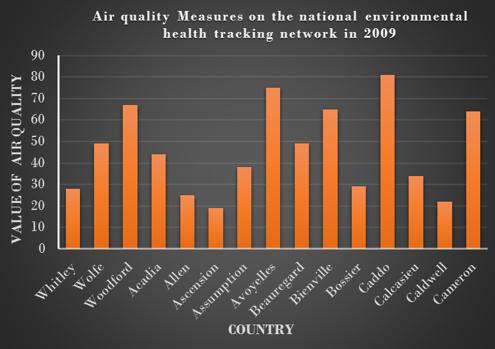 Air quality Measures on the national environmental
health tracking network in 2009
VALUE OF AIR QUALITY
90
80
70
60
50
40
30
20
10
0
Whitley
Wolfe
Woodford
Acadia
Allen
Ascension
Assumption
Avoyelles
Beauregard
Bienville
Bossier
Caddo
Calcasieu
Caldwell
Cameron
COUNTRY